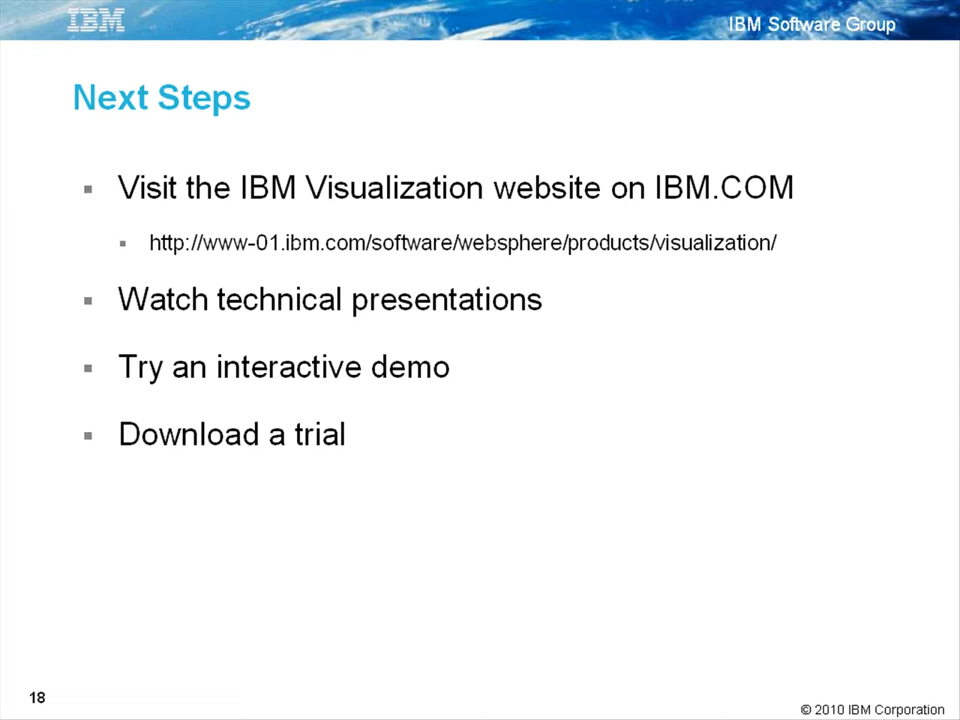 IBM
IBM Software Group
Next Steps
▪ Visit the IBM Visualization website on IBM.COM
▪ http://www-01.ibm.com/software/websphere/products/visualization/
▪ Watch technical presentations
▪ Try an interactive demo
▪ Download a trial
18
© 2010 IBM Corporation